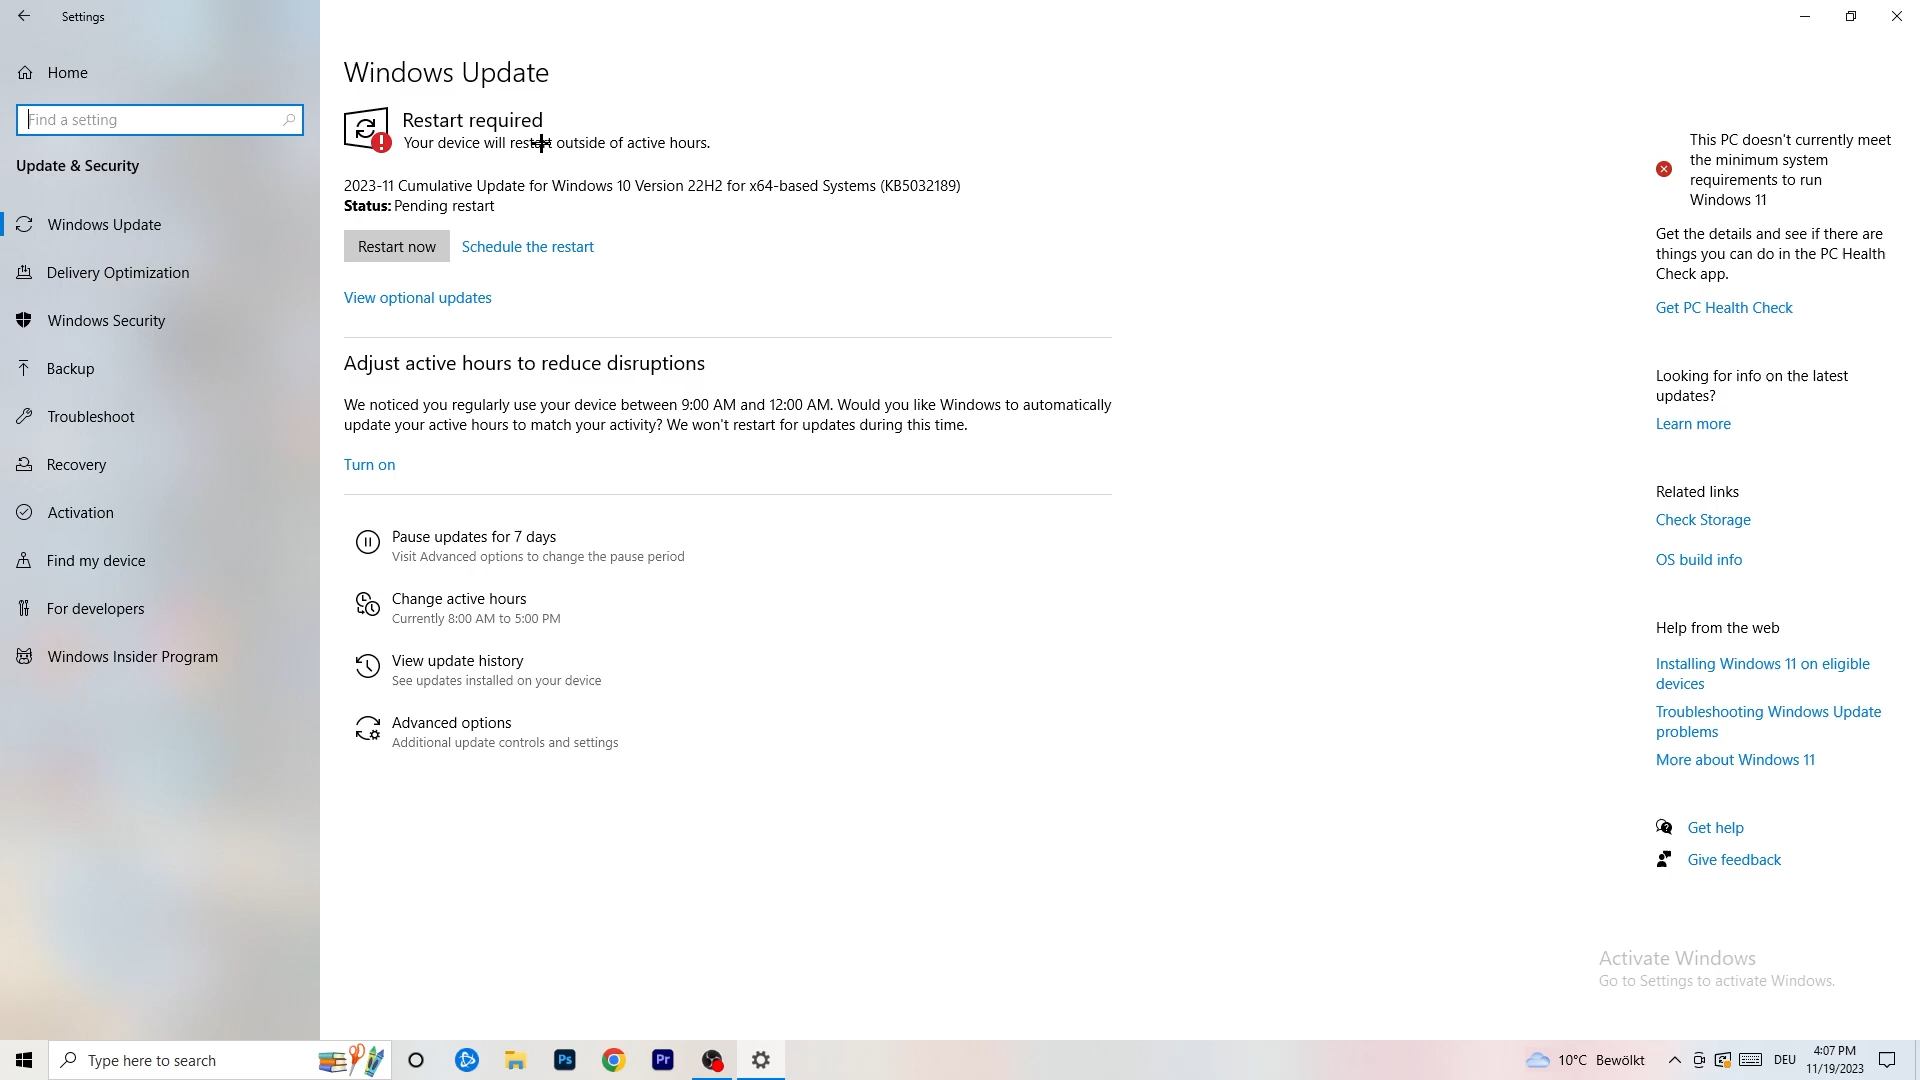 Settings
Home
Find a setting
Update & Security
Windows Update
Delivery Optimization
Windows Security
Backup
Troubleshoot
Recovery
Activation
Find my device
For developers
Windows Insider Program
Windows Update
Restart required
Your device will restart outside of active hours.
2023-11 Cumulative Update for Windows 10 Version 22H2 for x64-based Systems (KB5032189)
Status: Pending restart
Restart now Schedule the restart
View optional updates
Adjust active hours to reduce disruptions
We noticed you regularly use your device between 9:00 AM and 12:00 AM. Would you like Windows to automatically
update your active hours to match your activity? We won't restart for updates during this time.
Turn on
Pause updates for 7 days
Visit Advanced options to change the pause period
Change active hours
Currently 8:00 AM to 5:00 PM
View update history
See updates installed on your device
Advanced options
Additional update controls and settings
This PC doesn't currently meet
the minimum system
requirements to run
Windows 11
Get the details and see if there are
things you can do in the PC Health
Check app.
Get PC Health Check
Looking for info on the latest
updates?
Learn more
Related links
Check Storage
OS build info
Help from the web
Installing Windows 11 on eligible
devices
Troubleshooting Windows Update
problems
More about Windows 11
Get help
Give feedback
Activate Windows
Go to Settings to activate Windows.
Type here to search
Ps
Pr
10°C Bewölkt
DEU
4:07 PM
11/19/2023